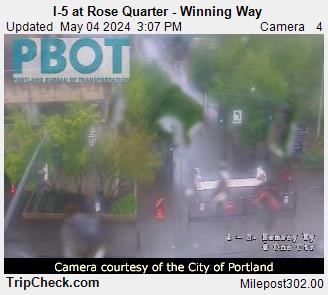 I-5 at Rose Quarter - Winning Way
Updated May 04 2024 3:07 PM Camera 4
PBOT
PORTLAND BUREAU OF TRANSPORTATION
Camera courtesy of the City of Portland
TripCheck.com Milepost302.00